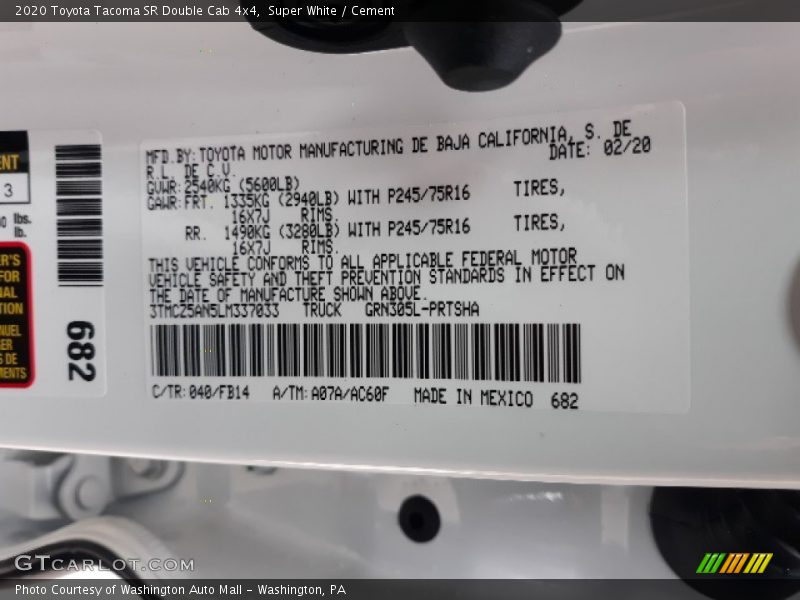 2020 Toyota Tacoma SR Double Cab 4x4, Super White / Cement
MFD.BY:TOYOTA MOTOR MANUFACTURING DE BAJA CALIFORNIA, S. DE
R.L. DE C.V. DATE: 02/20
GVWR:2540KG (5600LB)
GAWR:FRT. 1335KG (2940LB) WITH P245/75R16 TIRES,
16X7J RIMS.
RR. 1490KG (3280LB) WITH P245/75R16 TIRES,
16X7J RIMS.
THIS VEHICLE CONFORMS TO ALL APPLICABLE FEDERAL MOTOR
VEHICLE SAFETY AND THEFT PREVENTION STANDARDS IN EFFECT ON
THE DATE OF MANUFACTURE SHOWN ABOVE.
3TMCZ5AN5LM337033 TRUCK GRN305L-PRTSHA
C/TR:040/FB14 A/TM:A07A/AC60F MADE IN MEXICO 682
682
3
lbs.
lb.
GTCARLOT.COM
Photo Courtesy of Washington Auto Mall - Washington, PA